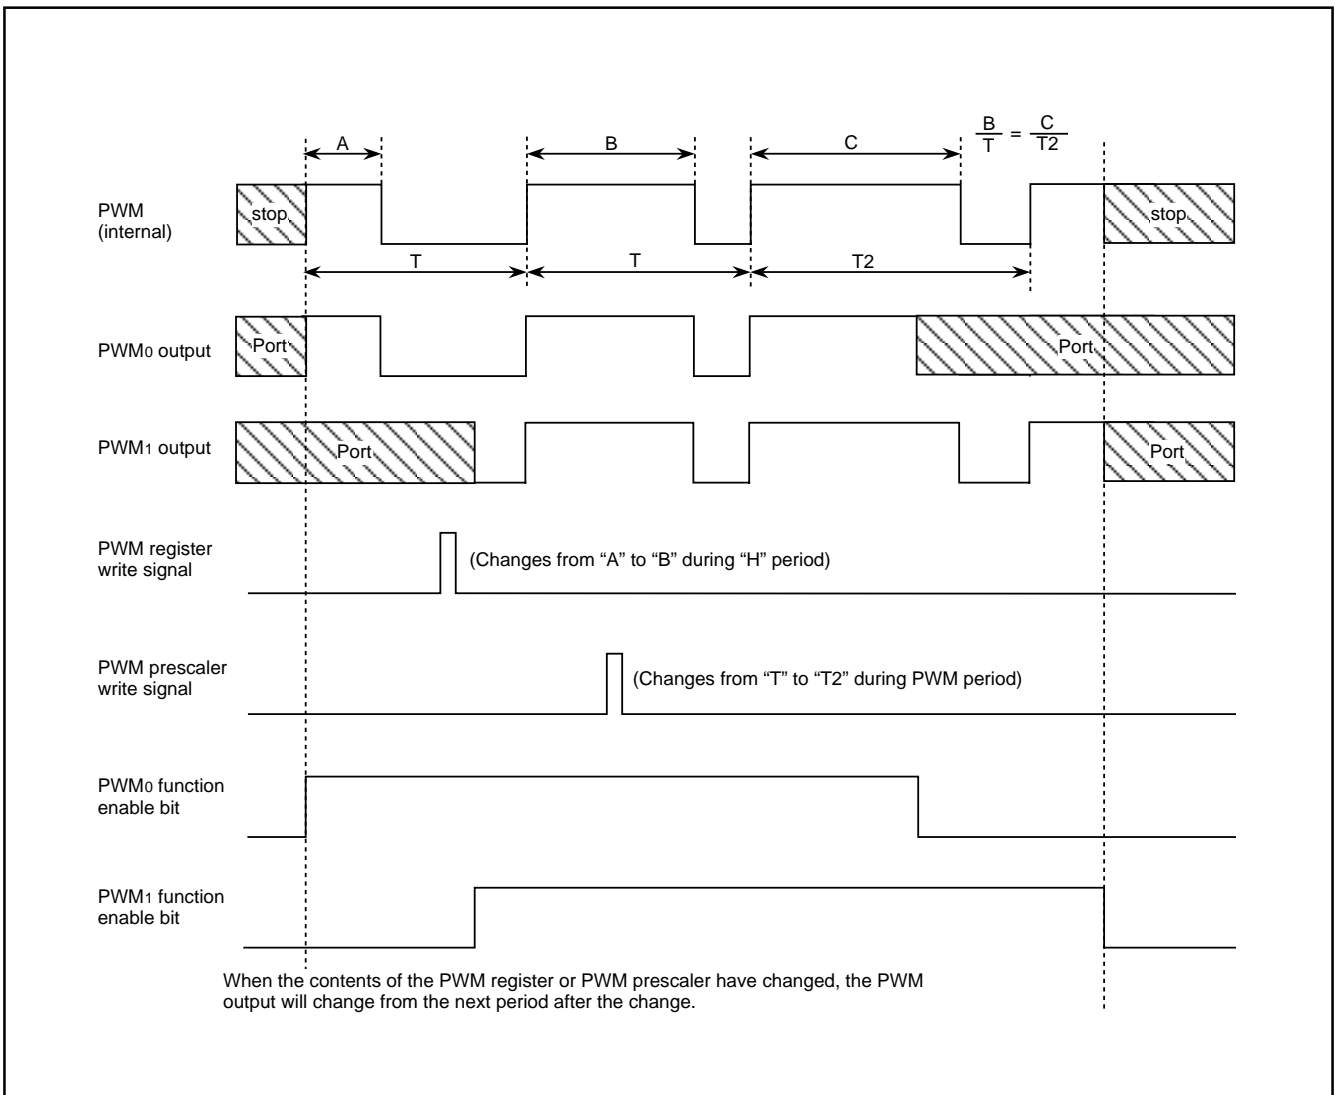 A
B
C
B/T = C/T2
PWM
(internal)
stop
stop
T
T
T2
PWM0 output
Port
Port
PWM1 output
Port
Port
PWM register
write signal
(Changes from “A” to “B” during “H” period)
PWM prescaler
write signal
(Changes from “T” to “T2” during PWM period)
PWM0 function
enable bit
PWM1 function
enable bit
When the contents of the PWM register or PWM prescaler have changed, the PWM
output will change from the next period after the change.